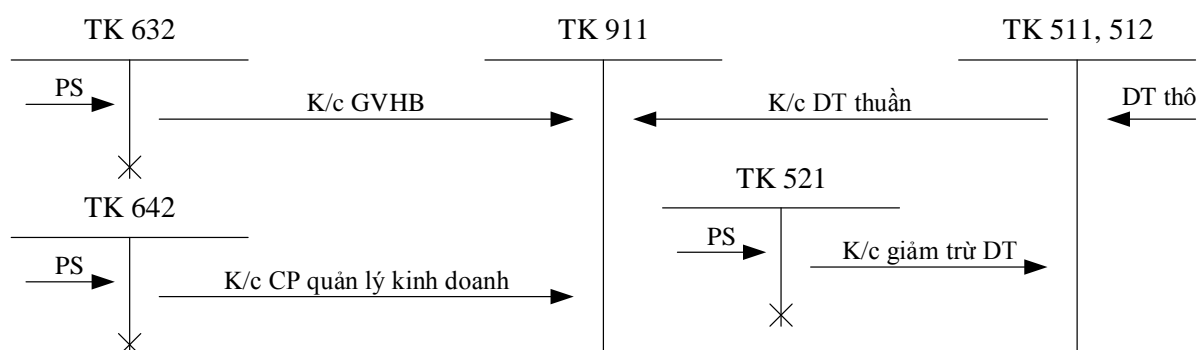 TK 632
TK 911
TK 511, 512
PS
K/c GVHB
K/c DT thuần
DT thô
TK 521
TK 642
PS
K/c giảm trừ DT
PS
K/c CP quản lý kinh doanh